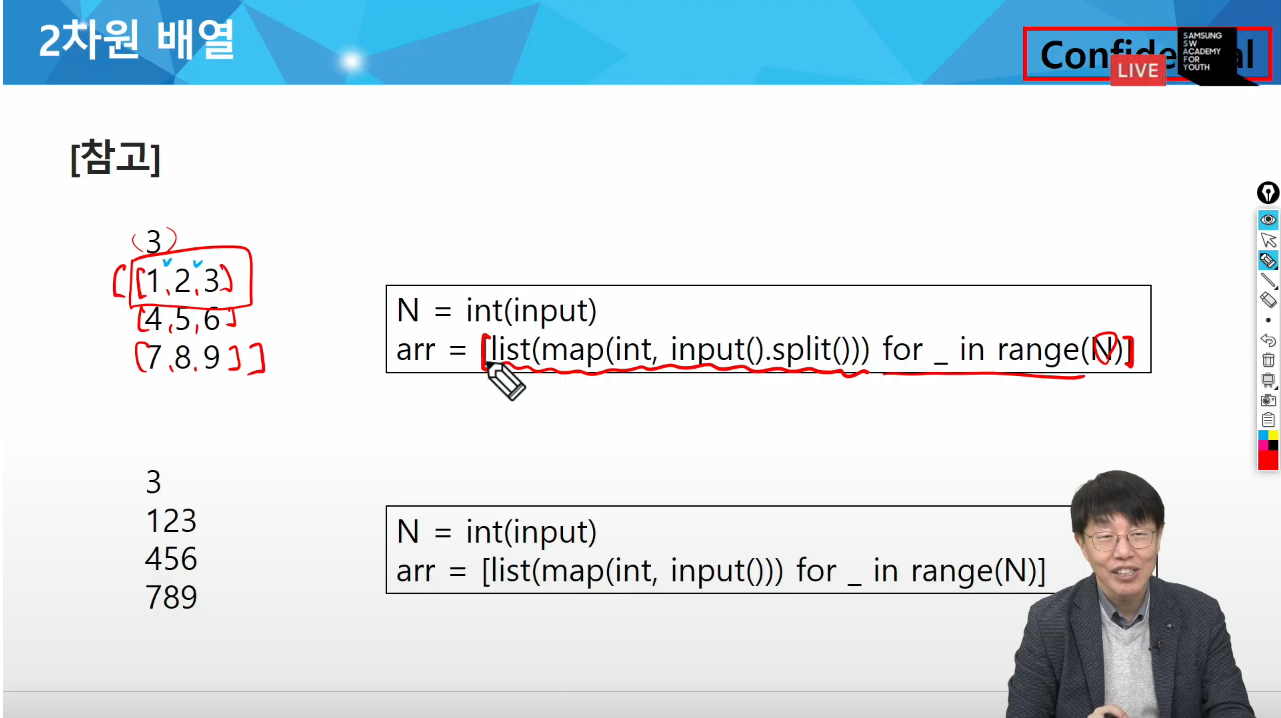 2차원 배열
Confide al
LIVE
SAMSUNG
SW
ACADEMY
FOR
YOUTH
[참고]
3
[[1,2,3]
[4,5,6]
[7,8,9]]
N = int(input)
arr = [list(map(int, input().split())) for _ in range(N)]
3
123
456
789
N = int(input)
arr = [list(map(int, input())) for _ in range(N)]